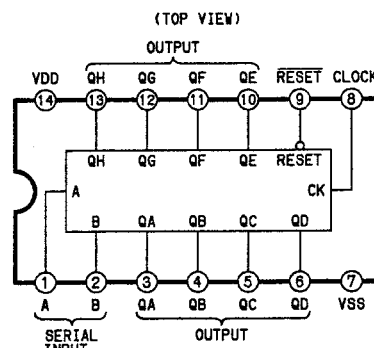 (TOP VIEW)
OUTPUT
VDD QH QG QF QE RESET CLOCK
14 13 12 11 10 9 8
QH QG QF QE RESET
A CK
B QA QB QC QD
1 2 3 4 5 6 7
A B QA QB QC QD VSS
SERIAL OUTPUT
INPUT